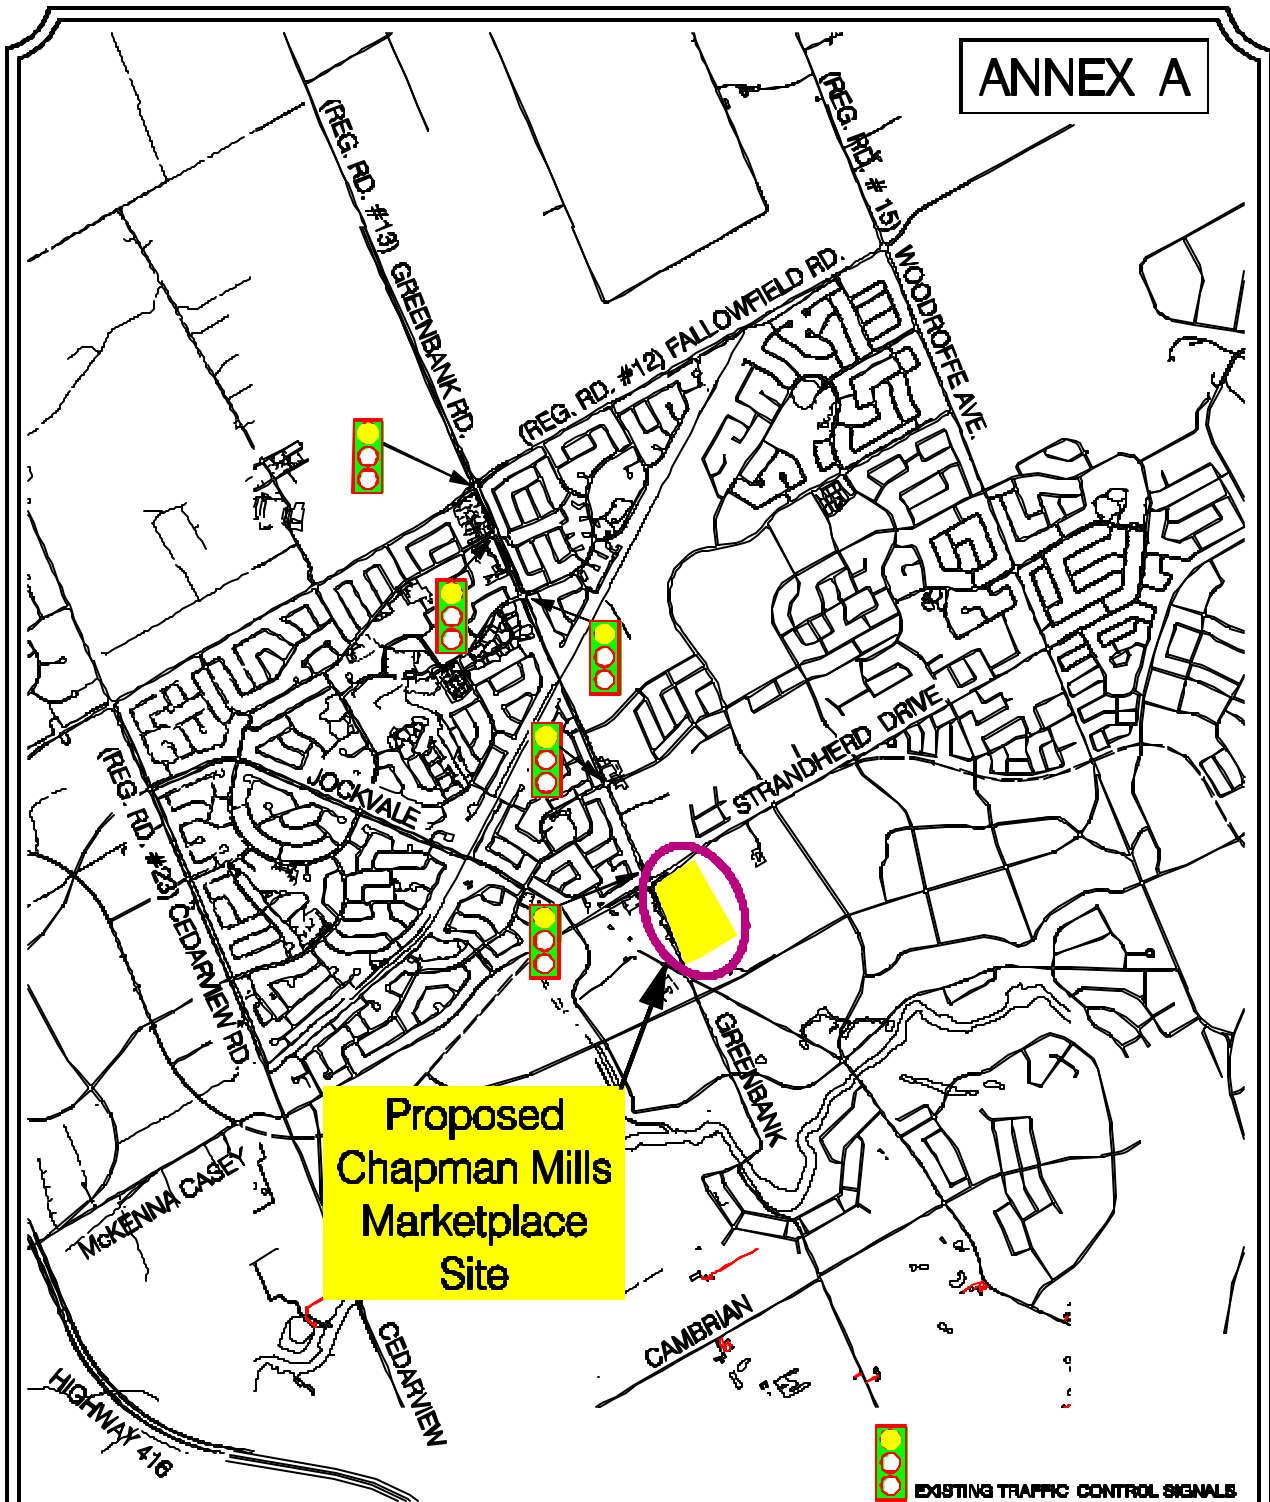 ANNEX A
(REG. RD. #13) GREENBANK RD.
(REG. RD. # 15) WOODROFFE AVE.
(REG. RD. #12) FALLOWFIELD RD.
STRANDHERD DRIVE
JOCKVALE
(REG. RD. #23) CEDARVIEW RD.
GREENBANK
Proposed
Chapman Mills
Marketplace
Site
McKENNA CASEY
CAMBRIAN
CEDARVIEW
HIGHWAY 416
EXISTING TRAFFIC CONTROL SIGNALS